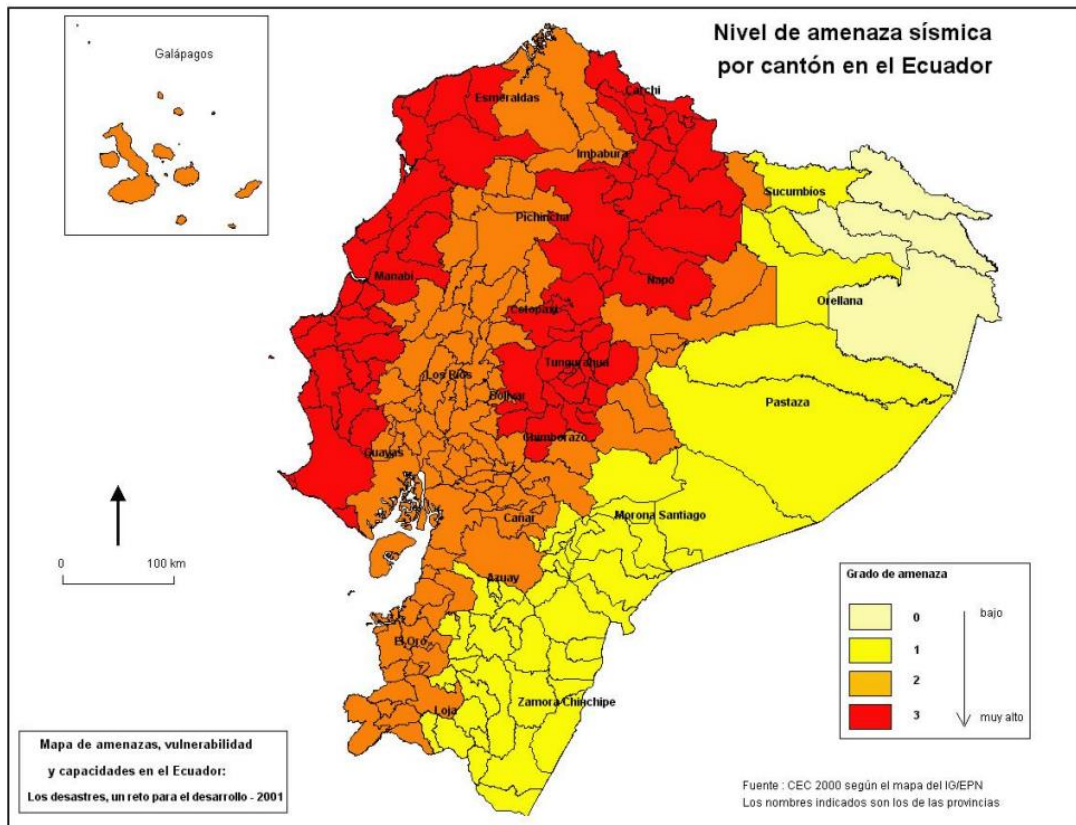 Nivel de amenaza sísmica
por cantón en el Ecuador
Galápagos
Esmeraldas
Carchi
Imbabura
Sucumbíos
Pichincha
Manabí
Napo
Orellana
Cotopaxi
Tungurahua
Los Ríos
Bolívar
Pastaza
Chimborazo
Guayas
Cañar
Morona Santiago
Azuay
El Oro
Loja
Zamora Chinchipe
0 100 km
Grado de amenaza
0 bajo
1
2
3 muy alto
Mapa de amenazas, vulnerabilidad
y capacidades en el Ecuador:
Los desastres, un reto para el desarrollo - 2001
Fuente : CEC 2000 según el mapa del IG/EPN
Los nombres indicados son los de las provincias